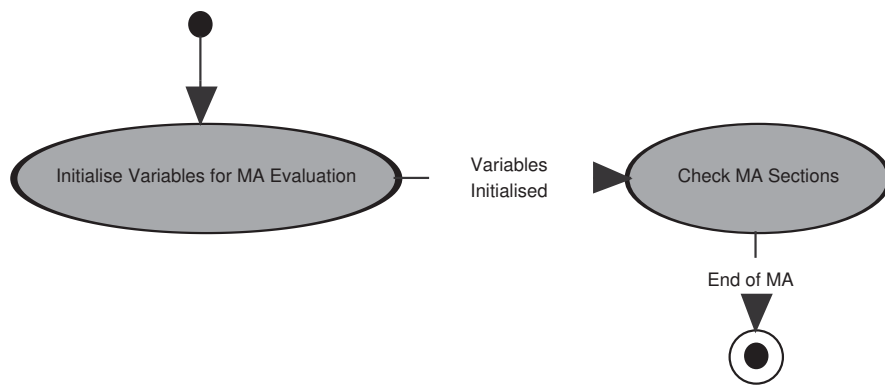 Initialise Variables for MA Evaluation
Variables
Initialised
Check MA Sections
End of MA